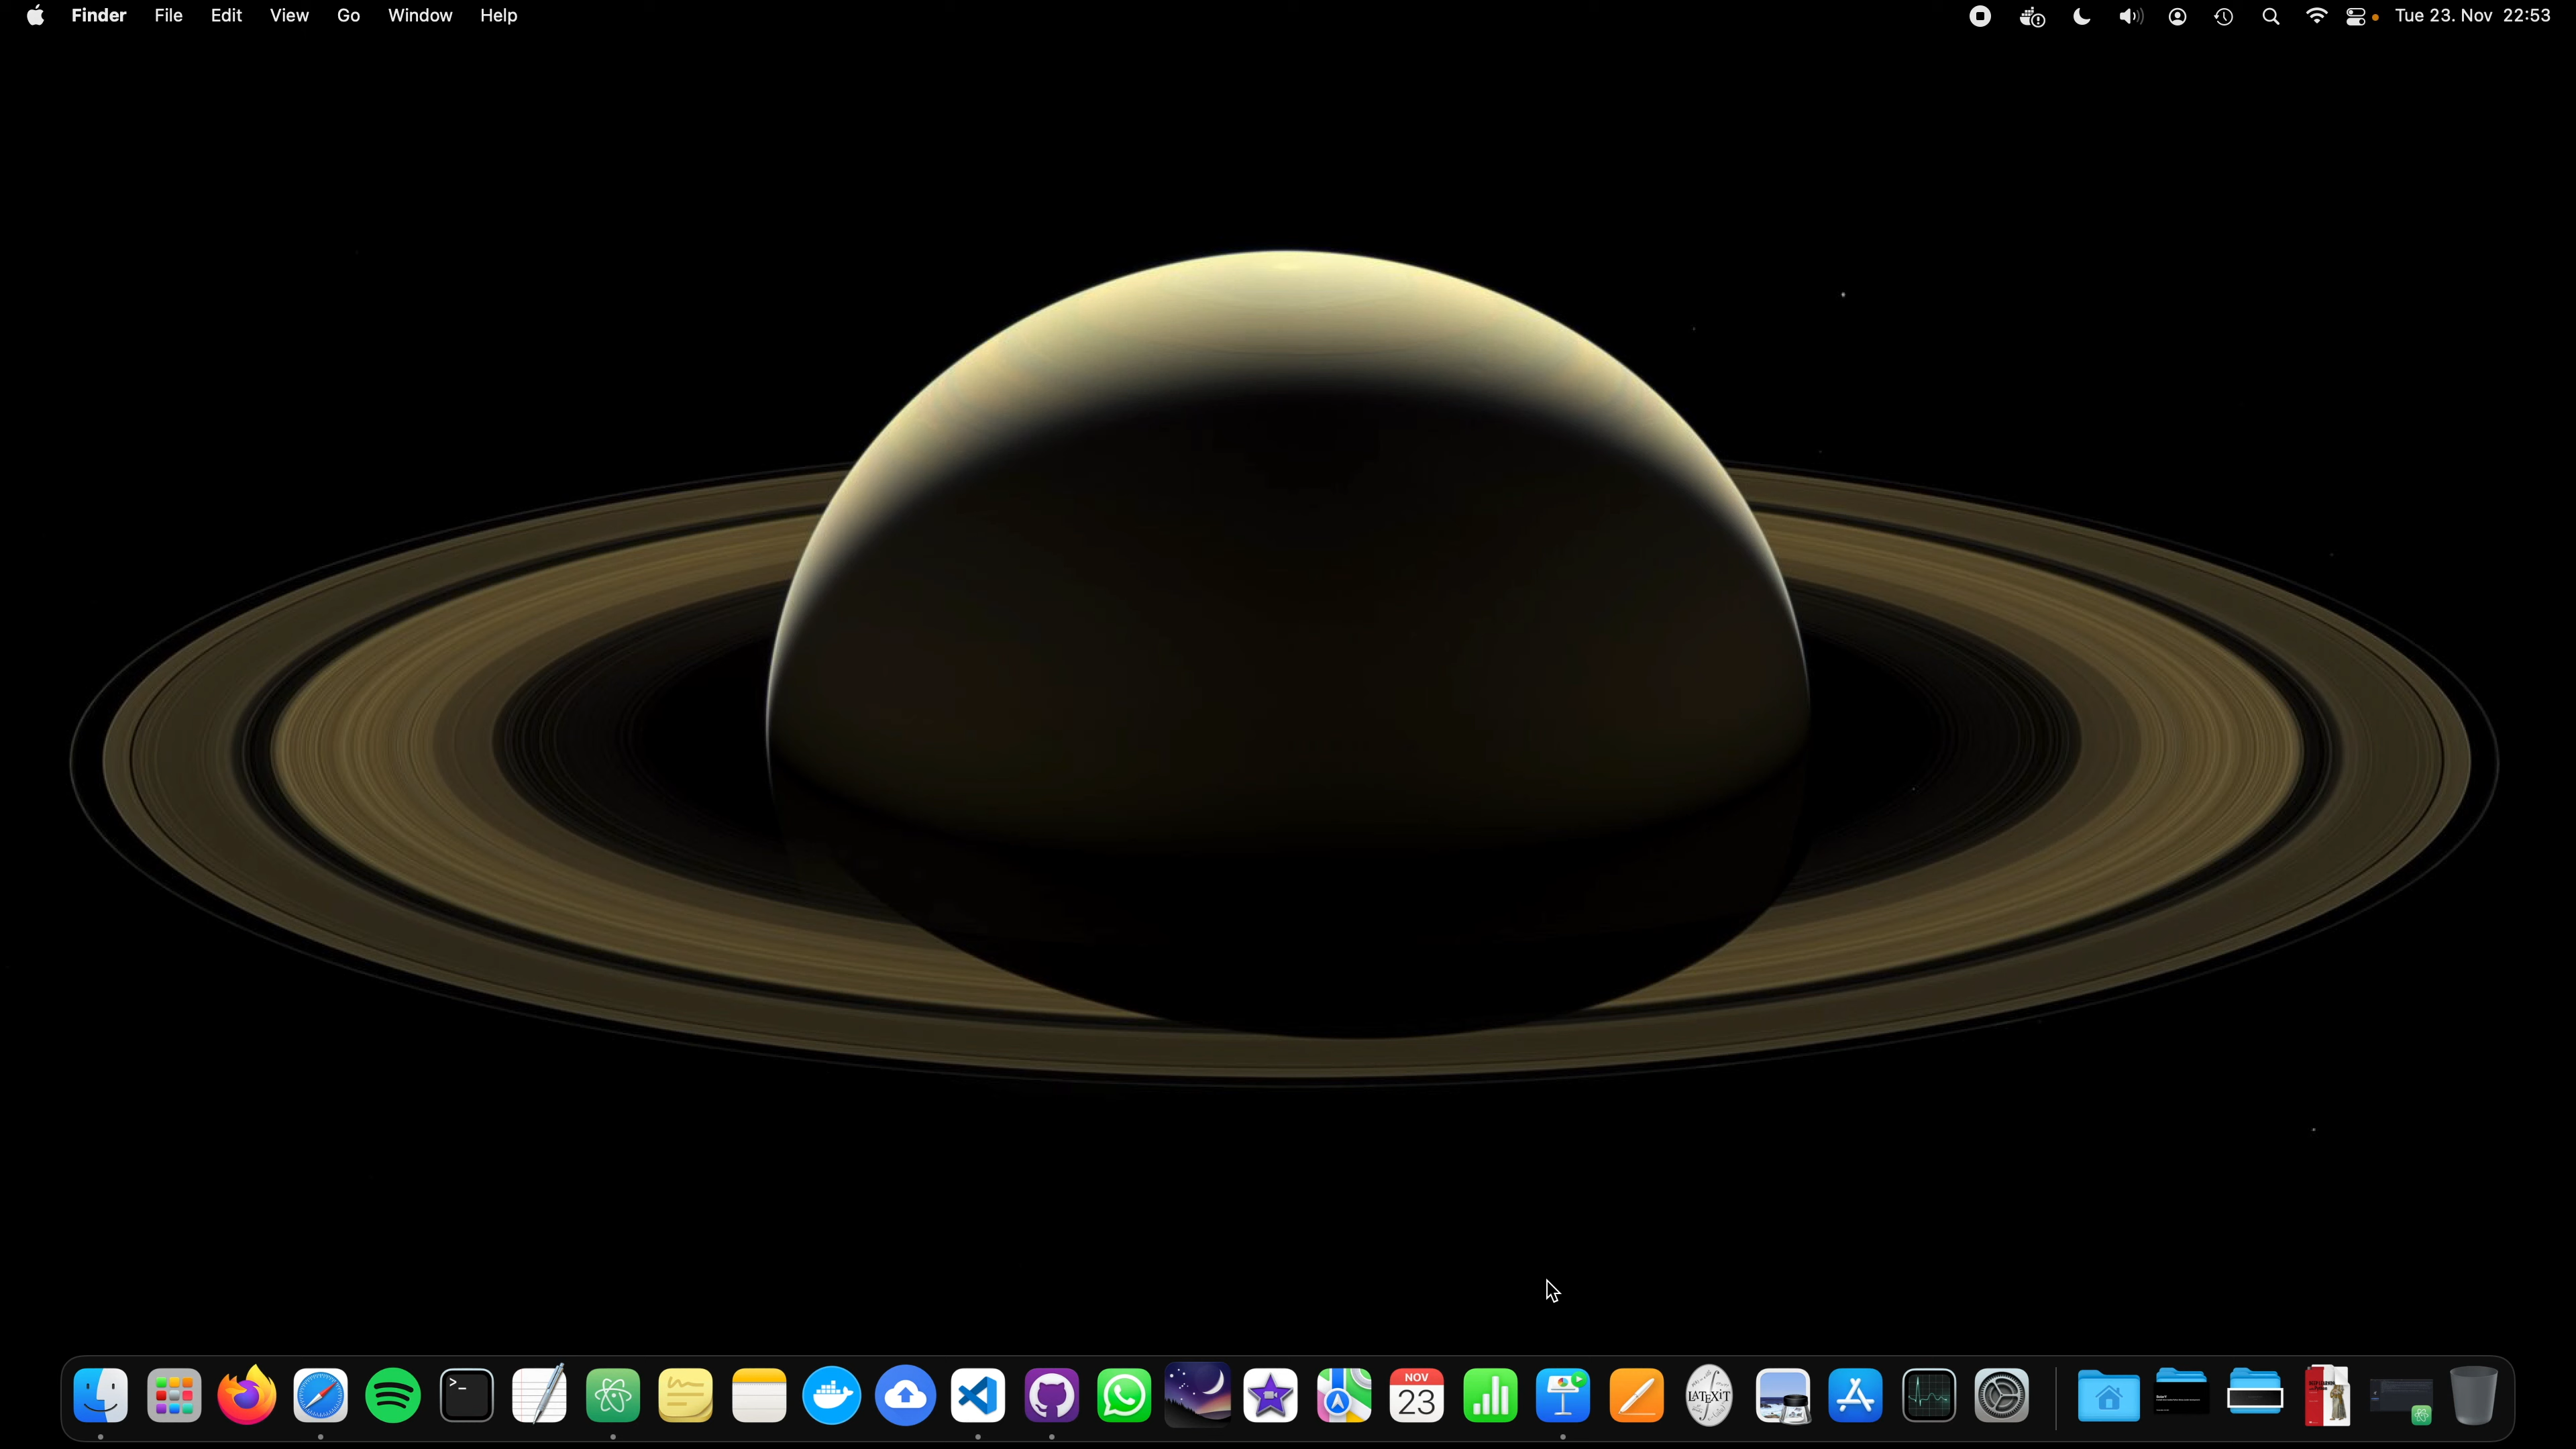 Finder File Edit View Go Window Help Tue 23. Nov 22:53
>_
LATEXiT
NOV
23